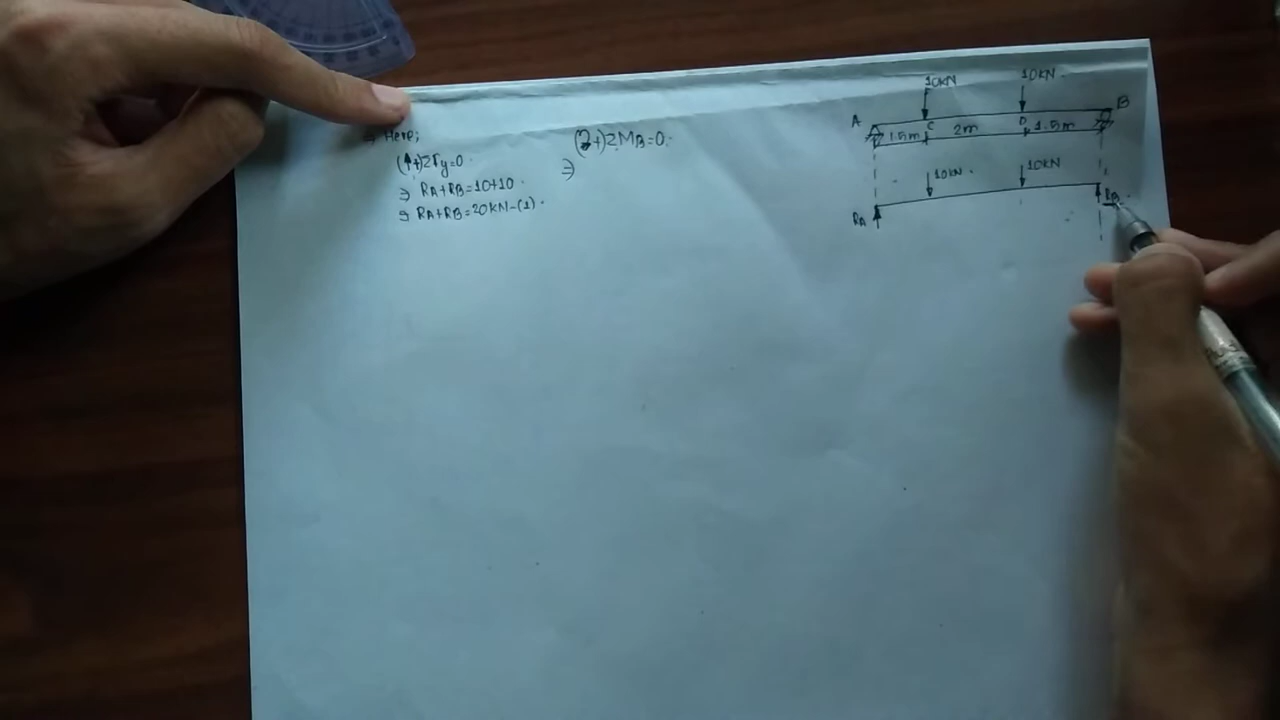 ⇒ Here;
(↑+)ΣFy=0
⇒ RA+RB=10+10
⇒ RA+RB=20KN-(1)
(+)ΣMB=0.
⇒
10KN
10KN
A
B
C
D
1.5m
2m
1.5m
10KN
10KN
RA
RB